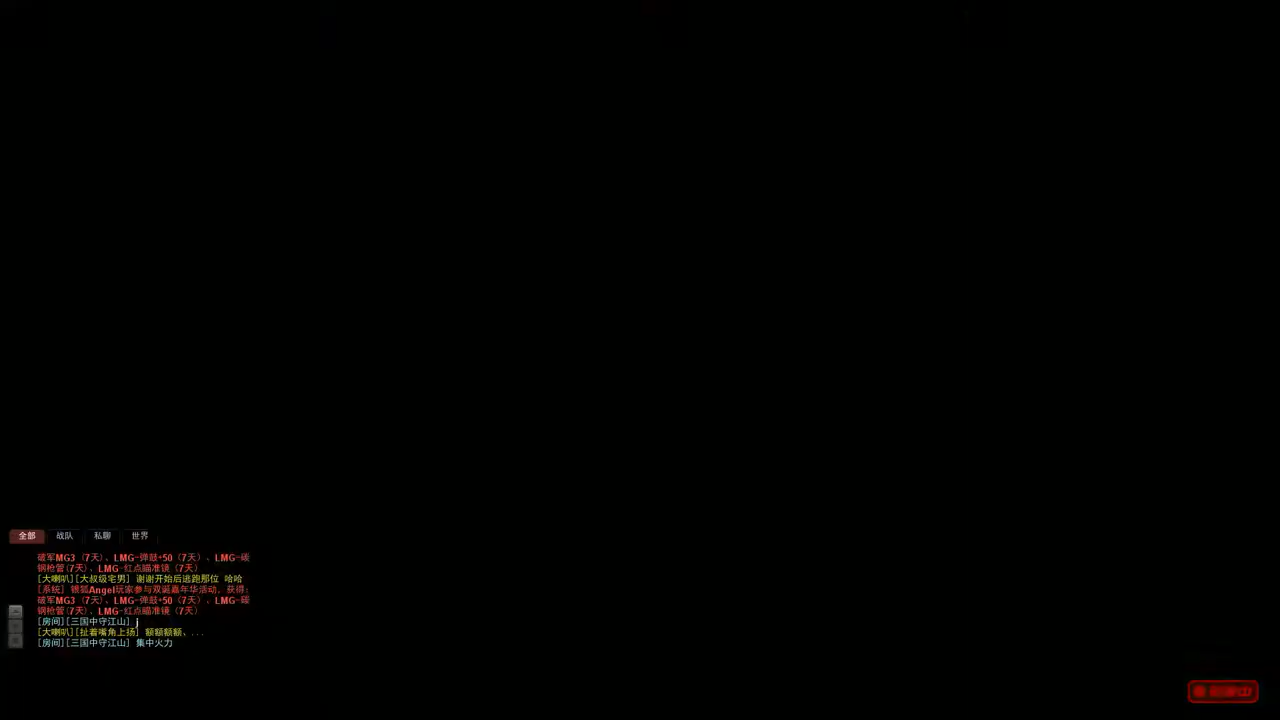 全部 战队 私聊 世界
破军MG3（7天）、LMG-弹鼓+50（7天）、LMG-碳
钢枪管(7天)、LMG-红点瞄准镜（7天）
[大喇叭][大叔级宅男] 谢谢开始后逃跑那位 哈哈
[系统] 银狐Angel玩家参与双诞嘉年华活动，获得：
破军MG3（7天）、LMG-弹鼓+50（7天）、LMG-碳
钢枪管(7天)、LMG-红点瞄准镜（7天）
[房间][三国中守江山] j
[大喇叭][扯着嘴角上扬] 额额额额、...
[房间][三国中守江山] 集中火力